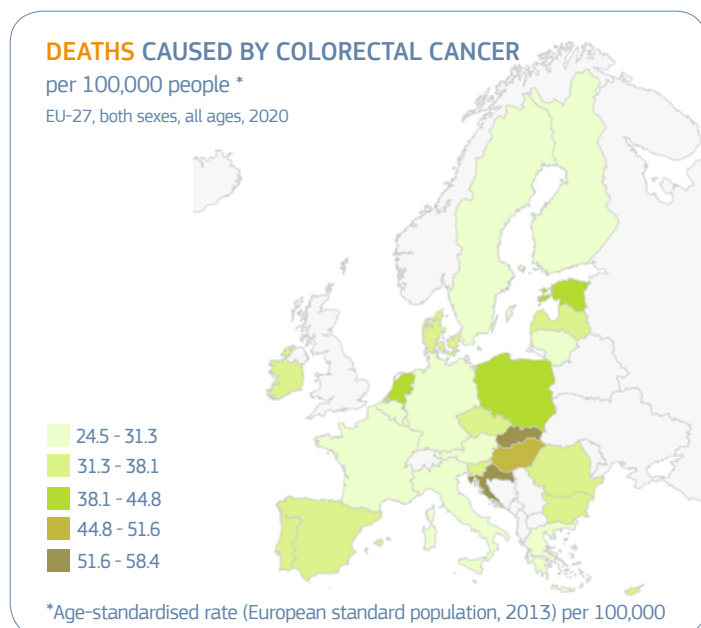 DEATHS CAUSED BY COLORECTAL CANCER
per 100,000 people *
EU-27, both sexes, all ages, 2020
24.5 - 31.3
31.3 - 38.1
38.1 - 44.8
44.8 - 51.6
51.6 - 58.4
*Age-standardised rate (European standard population, 2013) per 100,000